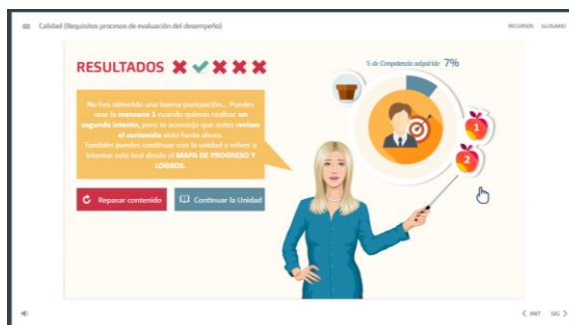 Calidad (Requisitos procesos de evaluación del desempeño)
RECURSOS GLOSARIO
RESULTADOS
% de Competencia adquirido 7%
No has obtenido una buena puntuación... Puedes
usar la manzana 1 cuando quieras realizar un
segundo intento, pero te aconsejo que antes revises
el contenido visto hasta ahora.
También puedes continuar con la unidad y volver a
intentar este test desde el MAPA DE PROGRESO Y
LOGROS.
1
2
Repasar contenido
Continuar la Unidad
ANT SIG